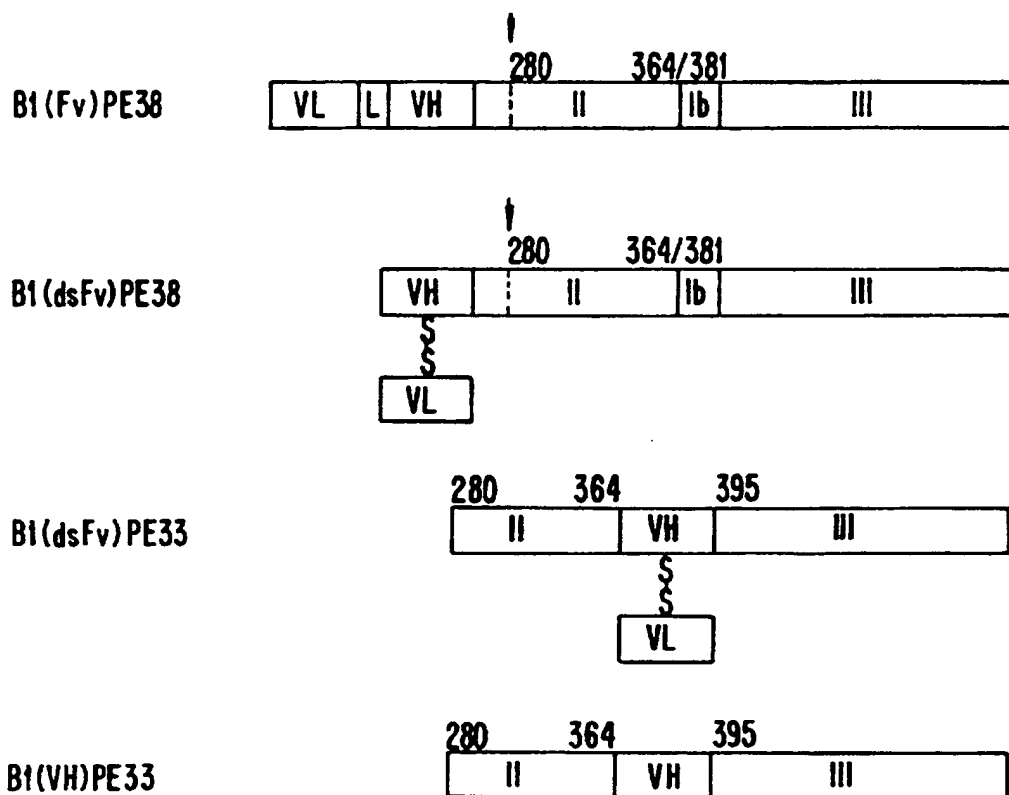 280 364/381
B1(Fv)PE38 VL L VH II Ib III
280 364/381
B1(dsFv)PE38 VH II Ib III
S
S
VL
280 364 395
B1(dsFv)PE33 II VH III
S
S
VL
280 364 395
B1(VH)PE33 II VH III